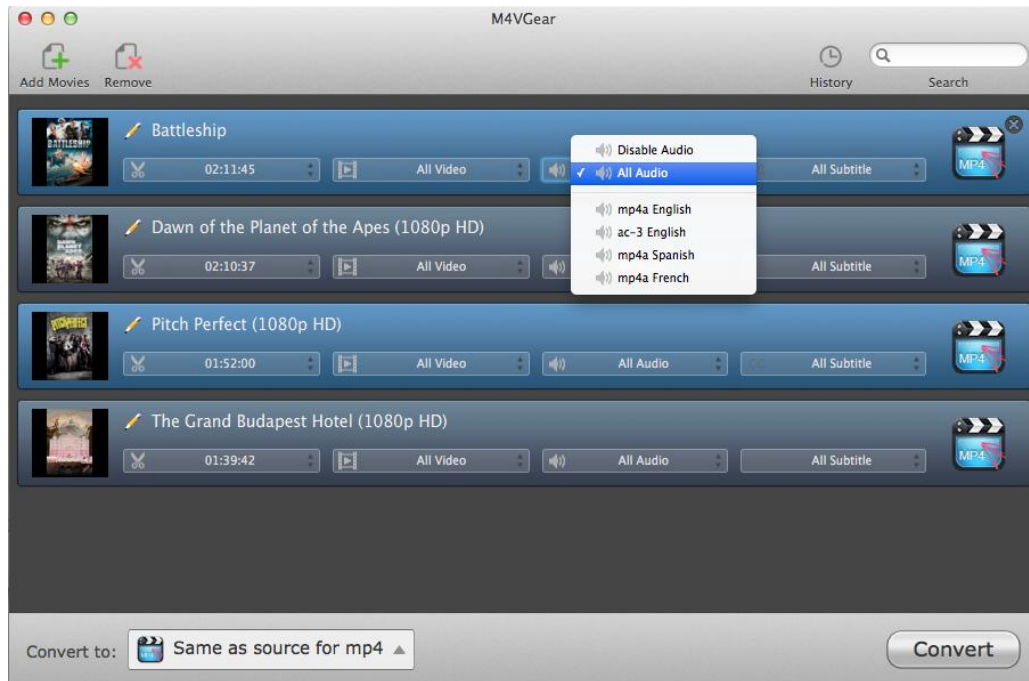 M4VGear
Add Movies Remove History Search
BATTLESHIP
Battleship
Disable Audio
02:11:45 All Video ✓ All Audio All Subtitle MP4
mp4a English
Dawn of the Planet of the Apes (1080p HD)
ac-3 English
mp4a Spanish
02:10:37 All Video All Subtitle MP4
mp4a French
Pitch Perfect (1080p HD)
01:52:00 All Video All Audio All Subtitle MP4
The Grand Budapest Hotel (1080p HD)
01:39:42 All Video All Audio All Subtitle MP4
Convert to: Same as source for mp4 Convert